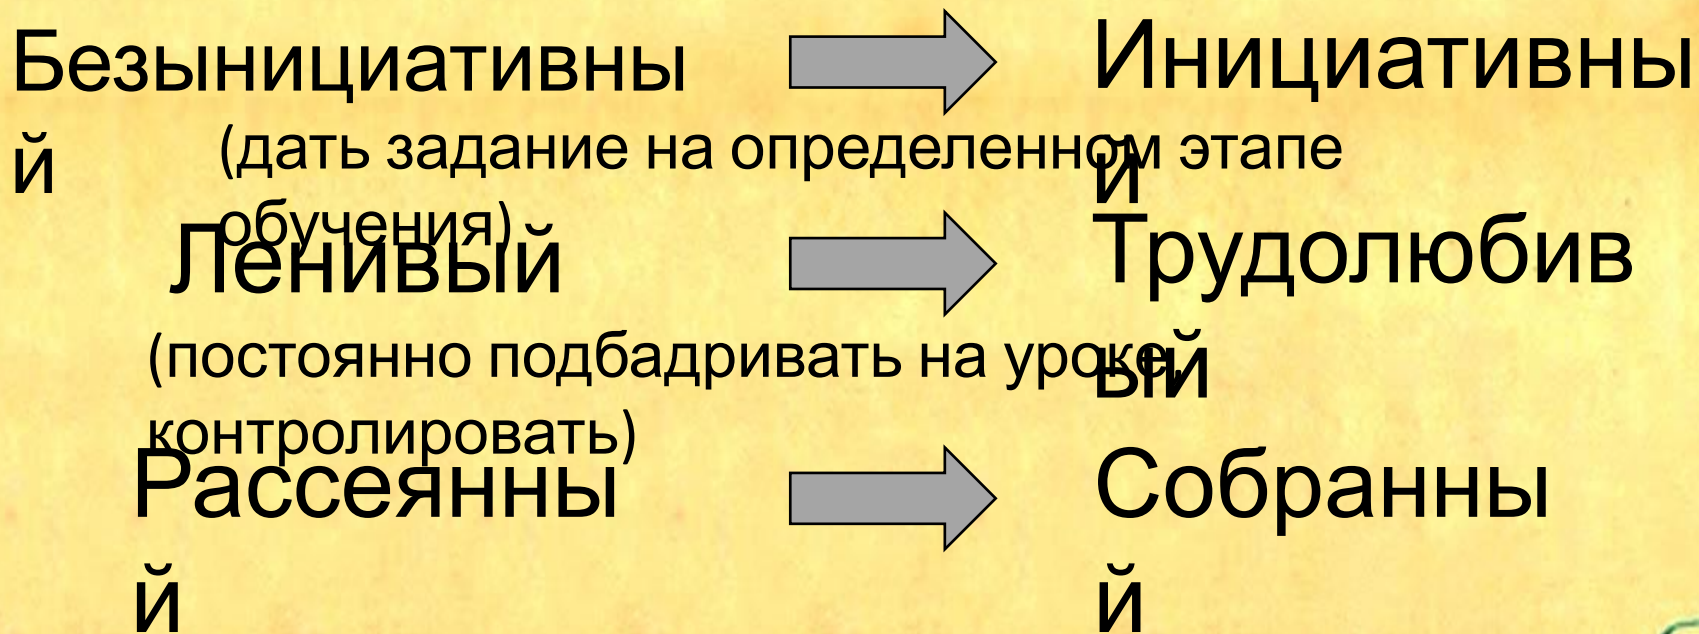 Безынициативны
й
Инициативны
й
(дать задание на определенном этапе
обучения)
Ленивый
Трудолюбив
ый
(постоянно подбадривать на уроке,
контролировать)
Рассеянны
й
Собранны
й